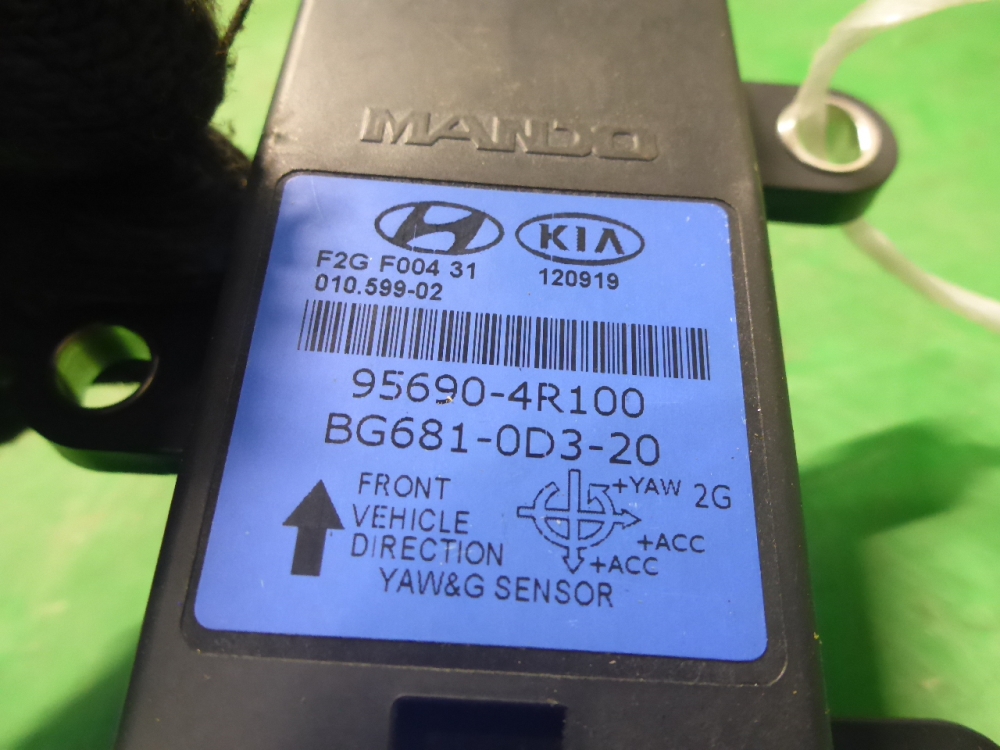 MANDO
KIA
F2G F004 31
120919
010.599-02
95690-4R100
BG681-0D3-20
FRONT
VEHICLE
DIRECTION
+YAW 2G
+ACC
+ACC
YAW&G SENSOR